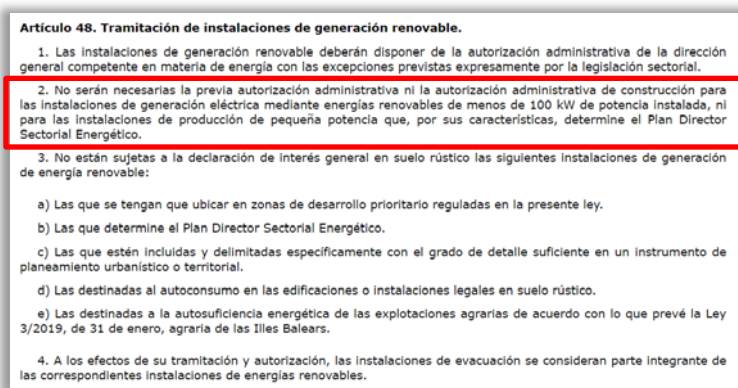 Artículo 48. Tramitación de instalaciones de generación renovable.
1. Las instalaciones de generación renovable deberán disponer de la autorización administrativa de la dirección
general competente en materia de energía con las excepciones previstas expresamente por la legislación sectorial.
2. No serán necesarias la previa autorización administrativa ni la autorización administrativa de construcción para
las instalaciones de generación eléctrica mediante energías renovables de menos de 100 kW de potencia instalada, ni
para las instalaciones de producción de pequeña potencia que, por sus características, determine el Plan Director
Sectorial Energético.
3. No están sujetas a la declaración de interés general en suelo rústico las siguientes instalaciones de generación
de energía renovable:
a) Las que se tengan que ubicar en zonas de desarrollo prioritario reguladas en la presente ley.
b) Las que determine el Plan Director Sectorial Energético.
c) Las que estén incluidas y delimitadas específicamente con el grado de detalle suficiente en un instrumento de
planeamiento urbanístico o territorial.
d) Las destinadas al autoconsumo en las edificaciones o instalaciones legales en suelo rústico.
e) Las destinadas a la autosuficiencia energética de las explotaciones agrarias de acuerdo con lo que prevé la Ley
3/2019, de 31 de enero, agraria de las Illes Balears.
4. A los efectos de su tramitación y autorización, las instalaciones de evacuación se consideran parte integrante de
las correspondientes instalaciones de energías renovables.